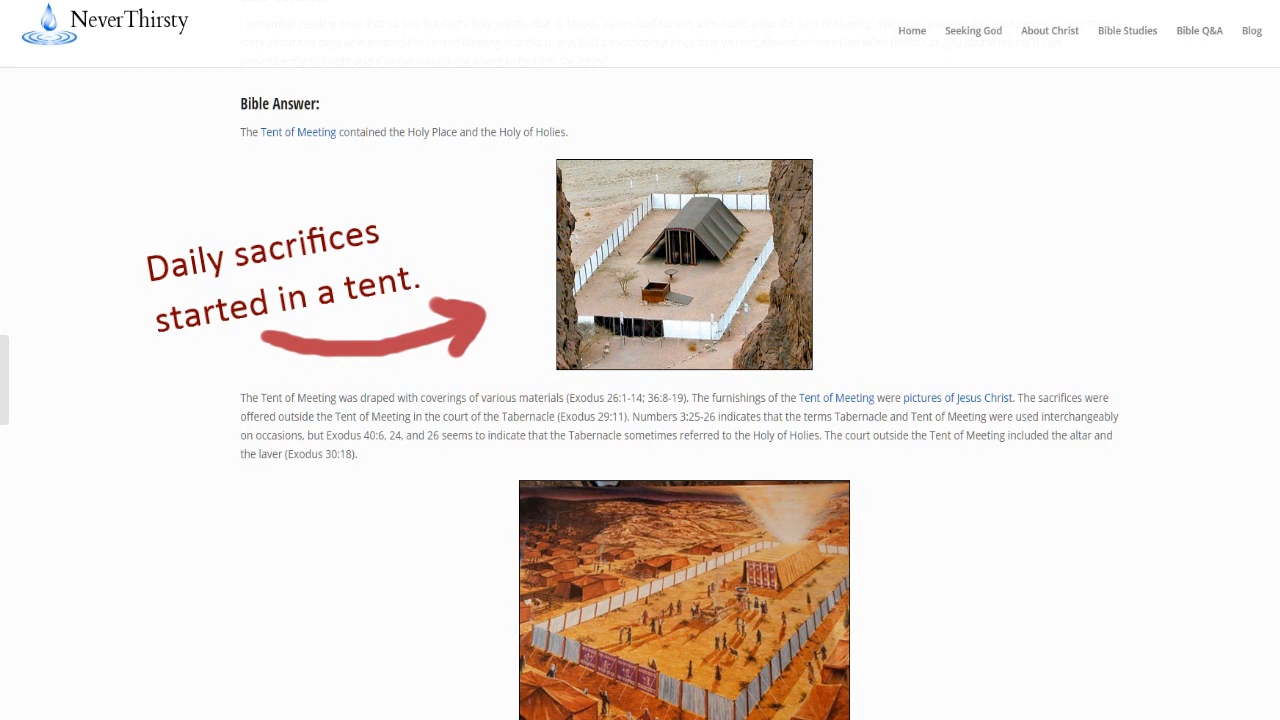 NeverThirsty
Home Seeking God About Christ Bible Studies Bible Q&A Blog
Bible Answer:
The Tent of Meeting contained the Holy Place and the Holy of Holies.
Daily sacrifices
started in a tent.
The Tent of Meeting was draped with coverings of various materials (Exodus 26:1-14; 36:8-19). The furnishings of the Tent of Meeting were pictures of Jesus Christ. The sacrifices were
offered outside the Tent of Meeting in the court of the Tabernacle (Exodus 29:11). Numbers 3:25-26 indicates that the terms Tabernacle and Tent of Meeting were used interchangeably
on occasions, but Exodus 40:6, 24, and 26 seems to indicate that the Tabernacle sometimes referred to the Holy of Holies. The court outside the Tent of Meeting included the altar and
the laver (Exodus 30:18).